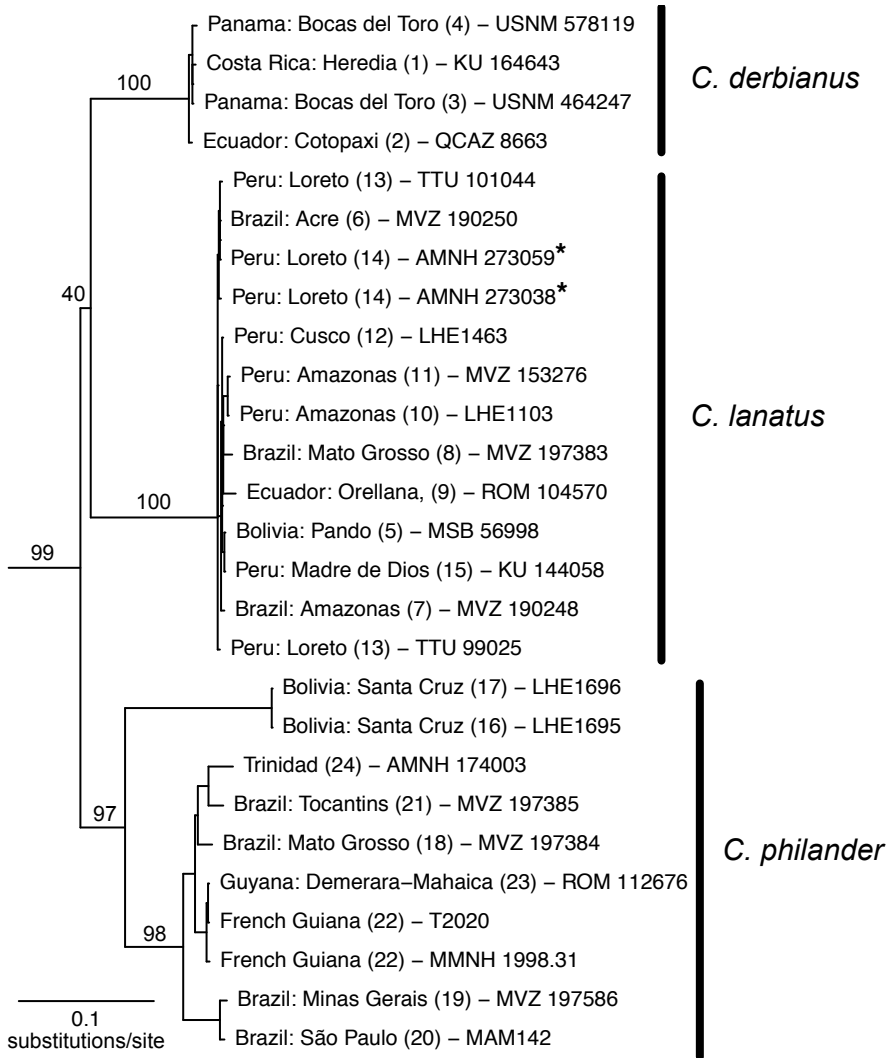 Panama: Bocas del Toro (4) – USNM 578119
Costa Rica: Heredia (1) – KU 164643
100
C. derbianus
Panama: Bocas del Toro (3) – USNM 464247
Ecuador: Cotopaxi (2) – QCAZ 8663
Peru: Loreto (13) – TTU 101044
Brazil: Acre (6) – MVZ 190250
Peru: Loreto (14) – AMNH 273059*
40
Peru: Loreto (14) – AMNH 273038*
Peru: Cusco (12) – LHE1463
Peru: Amazonas (11) – MVZ 153276
Peru: Amazonas (10) – LHE1103
C. lanatus
Brazil: Mato Grosso (8) – MVZ 197383
Ecuador: Orellana, (9) – ROM 104570
100
Bolivia: Pando (5) – MSB 56998
99
Peru: Madre de Dios (15) – KU 144058
Brazil: Amazonas (7) – MVZ 190248
Peru: Loreto (13) – TTU 99025
Bolivia: Santa Cruz (17) – LHE1696
Bolivia: Santa Cruz (16) – LHE1695
Trinidad (24) – AMNH 174003
Brazil: Tocantins (21) – MVZ 197385
97
Brazil: Mato Grosso (18) – MVZ 197384
C. philander
Guyana: Demerara–Mahaica (23) – ROM 112676
French Guiana (22) – T2020
98
French Guiana (22) – MMNH 1998.31
Brazil: Minas Gerais (19) – MVZ 197586
0.1
substitutions/site
Brazil: São Paulo (20) – MAM142